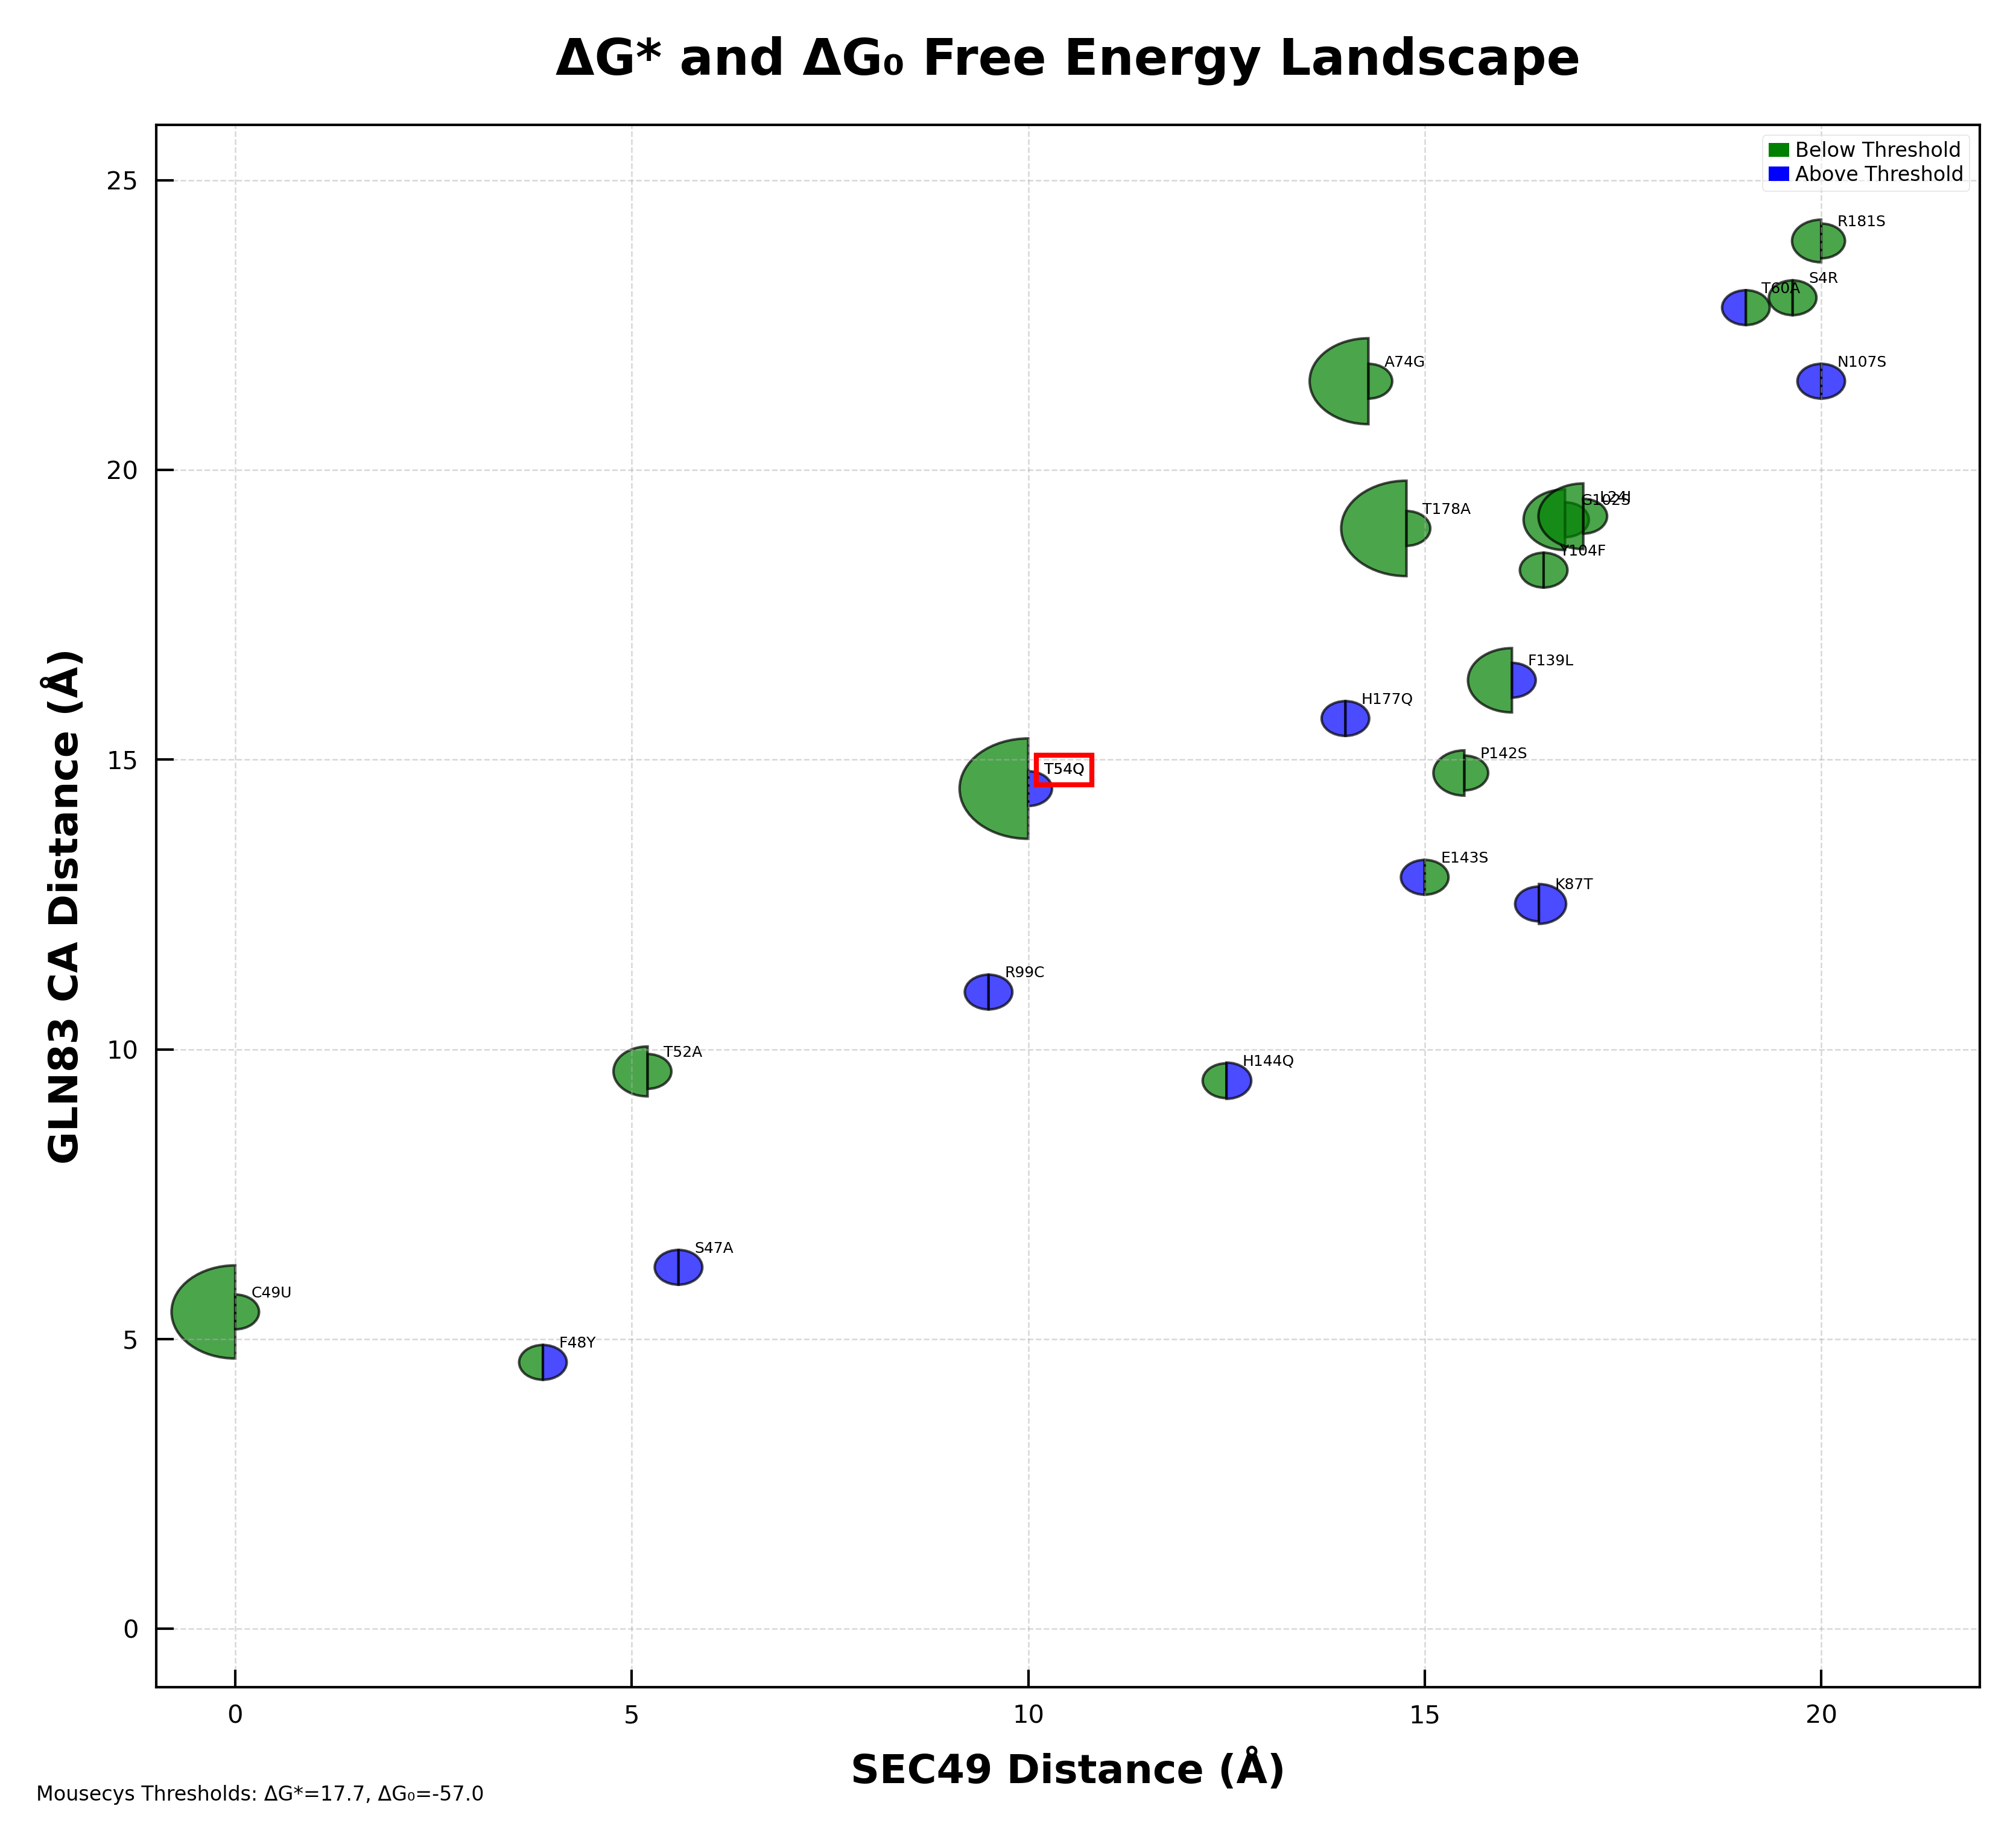 ΔG* and ΔG₀ Free Energy Landscape
Below Threshold
Above Threshold
25
20
15
10
5
0
GLN83 CA Distance (Å)
R181S
S4R
T60A
N107S
A74G
T178A
L24I
G102S
Y104F
F139L
H177Q
P142S
T54Q
E143S
K87T
R99C
T52A
H144Q
S47A
C49U
F48Y
0 5 10 15 20
SEC49 Distance (Å)
Mousecys Thresholds: ΔG*=17.7, ΔG₀=-57.0